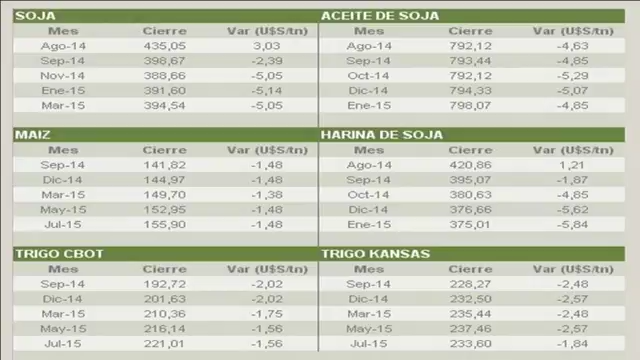 SOJA ACEITE DE SOJA
Mes Cierre Var (U$S/tn) Mes Cierre Var (U$S/tn)
Ago-14 435,05 3,03 Ago-14 792,12 -4,63
Sep-14 398,67 -2,39 Sep-14 793,44 -4,85
Nov-14 388,66 -5,05 Oct-14 792,12 -5,29
Ene-15 391,60 -5,14 Dic-14 794,33 -5,07
Mar-15 394,54 -5,05 Ene-15 798,07 -4,85
MAIZ HARINA DE SOJA
Mes Cierre Var (U$S/tn) Mes Cierre Var (U$S/tn)
Sep-14 141,82 -1,48 Ago-14 420,86 1,21
Dic-14 144,97 -1,48 Sep-14 395,07 -1,87
Mar-15 149,70 -1,38 Oct-14 380,63 -4,85
May-15 152,95 -1,48 Dic-14 376,66 -5,62
Jul-15 155,90 -1,48 Ene-15 375,01 -5,84
TRIGO CBOT TRIGO KANSAS
Mes Cierre Var (U$S/tn) Mes Cierre Var (U$S/tn)
Sep-14 192,72 -2,02 Sep-14 228,27 -2,48
Dic-14 201,63 -2,02 Dic-14 232,50 -2,57
Mar-15 210,36 -1,75 Mar-15 235,44 -2,48
May-15 216,14 -1,56 May-15 237,46 -2,57
Jul-15 221,01 -1,56 Jul-15 233,60 -1,84